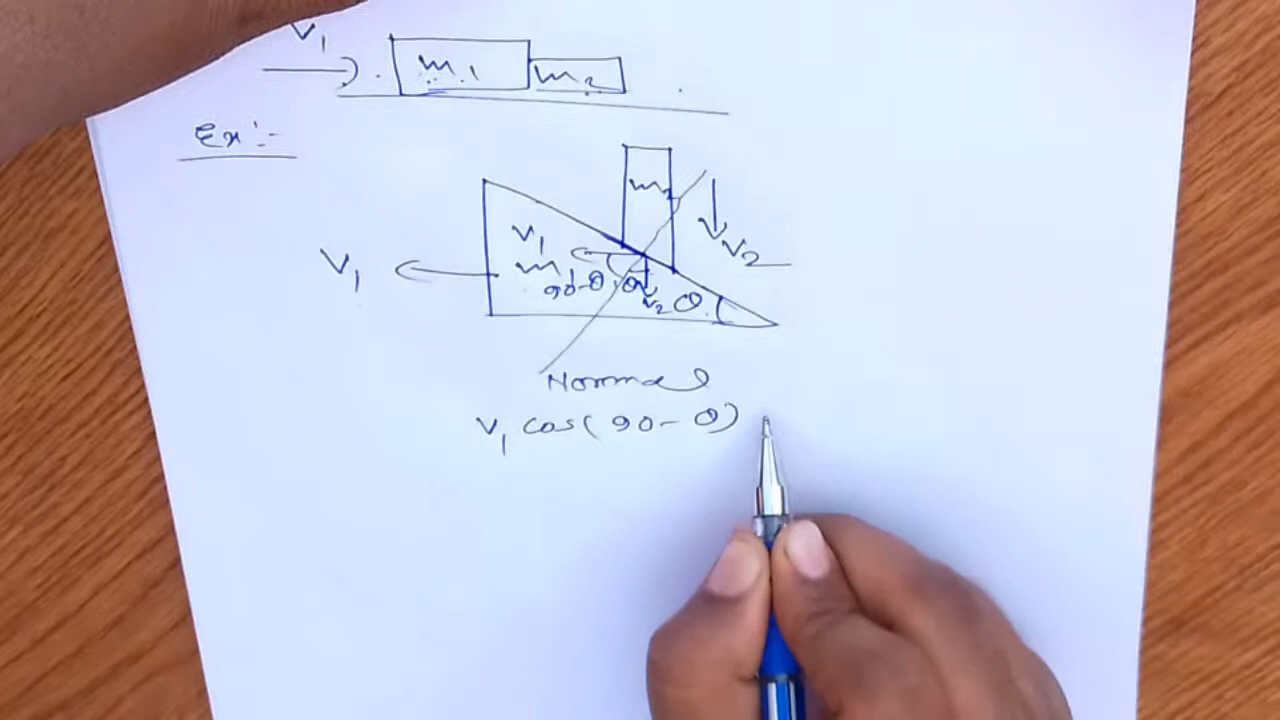 V₁
m₁ m₂
Ex :-
m₂
V₂
V₁
V₁
m₁
90-θ θ
V₂ θ
Normal
V₁ cos(90-θ)